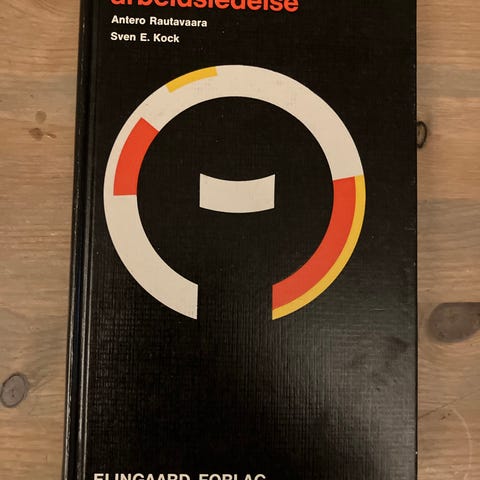 arbeidsledelse
Antero Rautavaara
Sven E. Kock
ELINGAARD FORLAG